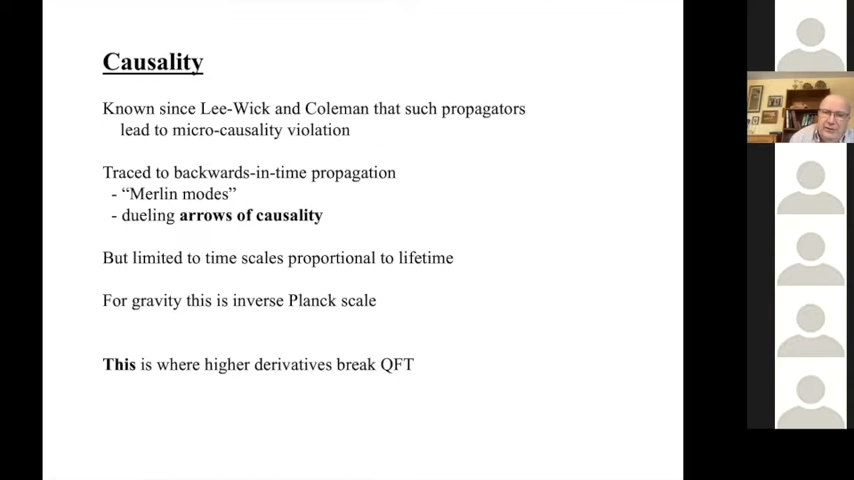 Causality
Known since Lee-Wick and Coleman that such propagators
lead to micro-causality violation
Traced to backwards-in-time propagation
- “Merlin modes”
- dueling arrows of causality
But limited to time scales proportional to lifetime
For gravity this is inverse Planck scale
This is where higher derivatives break QFT